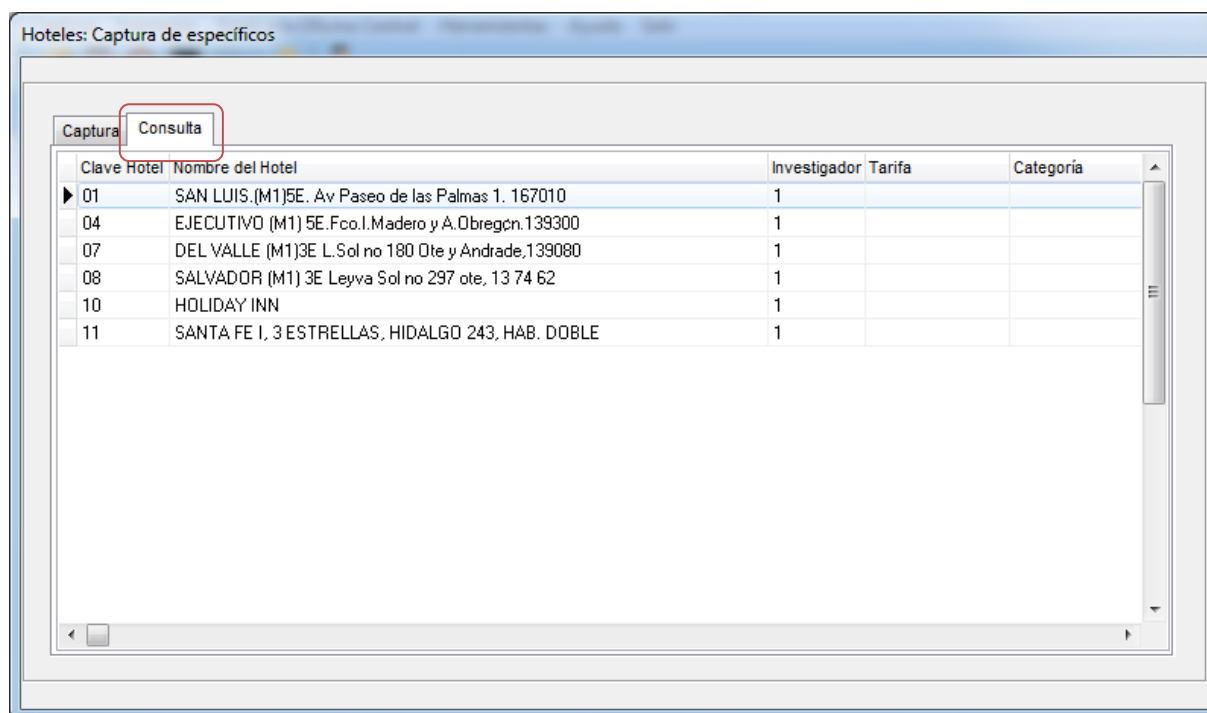 Hoteles: Captura de específicos
Captura Consulta
Clave Hotel Nombre del Hotel Investigador Tarifa Categoría
01 SAN LUIS.(M1)5E. Av Paseo de las Palmas 1. 167010 1
04 EJECUTIVO (M1) 5E.Fco.I.Madero y A.Obregçn.139300 1
07 DEL VALLE (M1)3E L.Sol no 180 Ote y Andrade,139080 1
08 SALVADOR (M1) 3E Leyva Sol no 297 ote, 13 74 62 1
10 HOLIDAY INN 1
11 SANTA FE I, 3 ESTRELLAS, HIDALGO 243, HAB. DOBLE 1